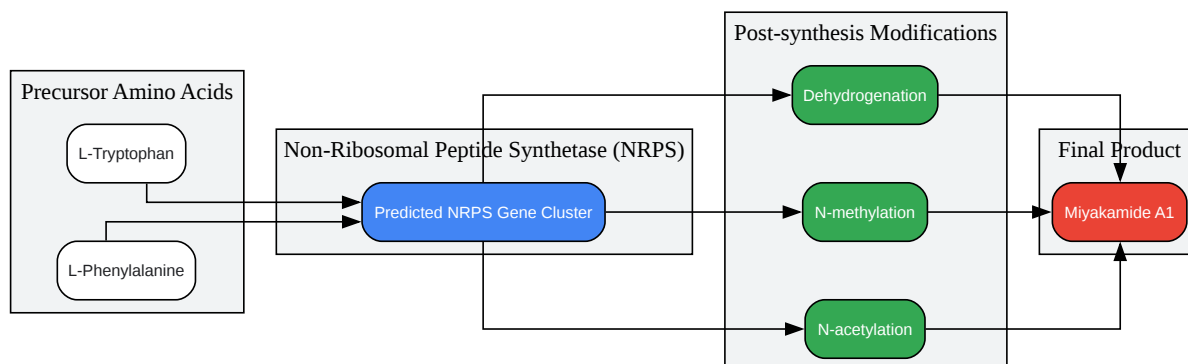 Precursor Amino Acids
L-Tryptophan
L-Phenylalanine
Non-Ribosomal Peptide Synthetase (NRPS)
Predicted NRPS Gene Cluster
Post-synthesis Modifications
Dehydrogenation
N-methylation
N-acetylation
Final Product
Miyakamide A1